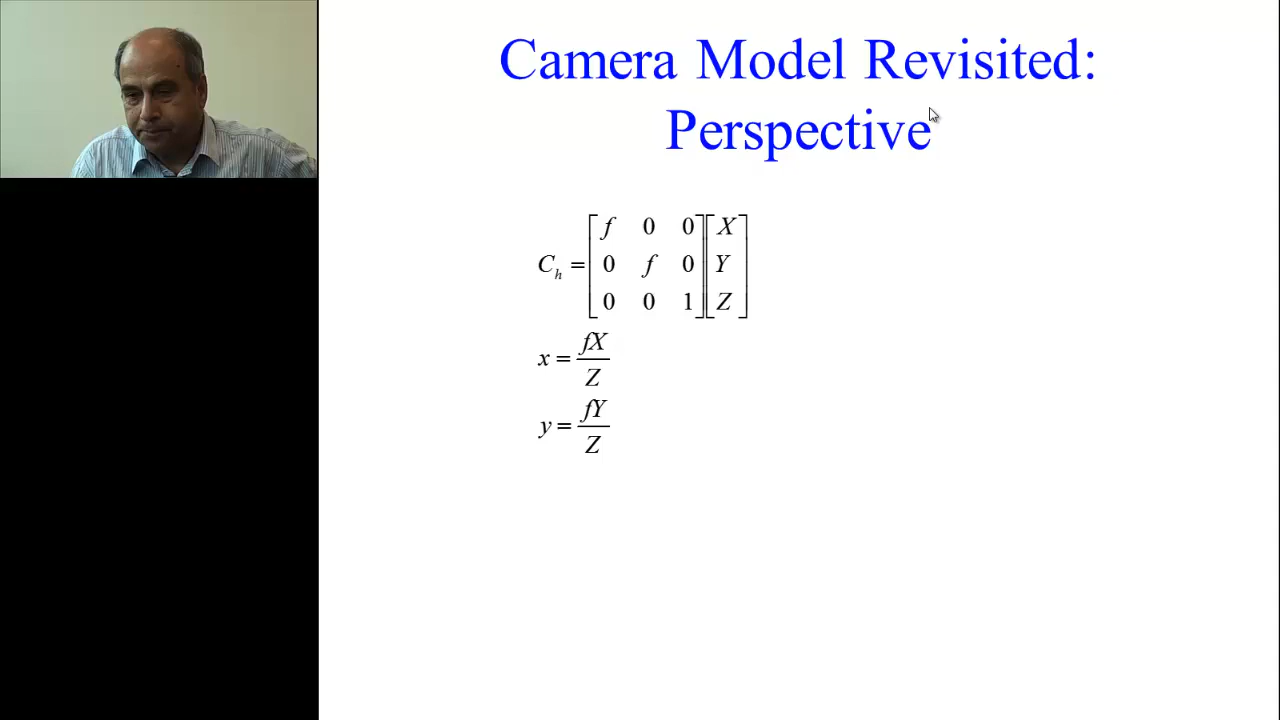 Camera Model Revisited:
Perspective
C_h = [f 0 0; 0 f 0; 0 0 1] [X; Y; Z]
x = fX/Z
y = fY/Z